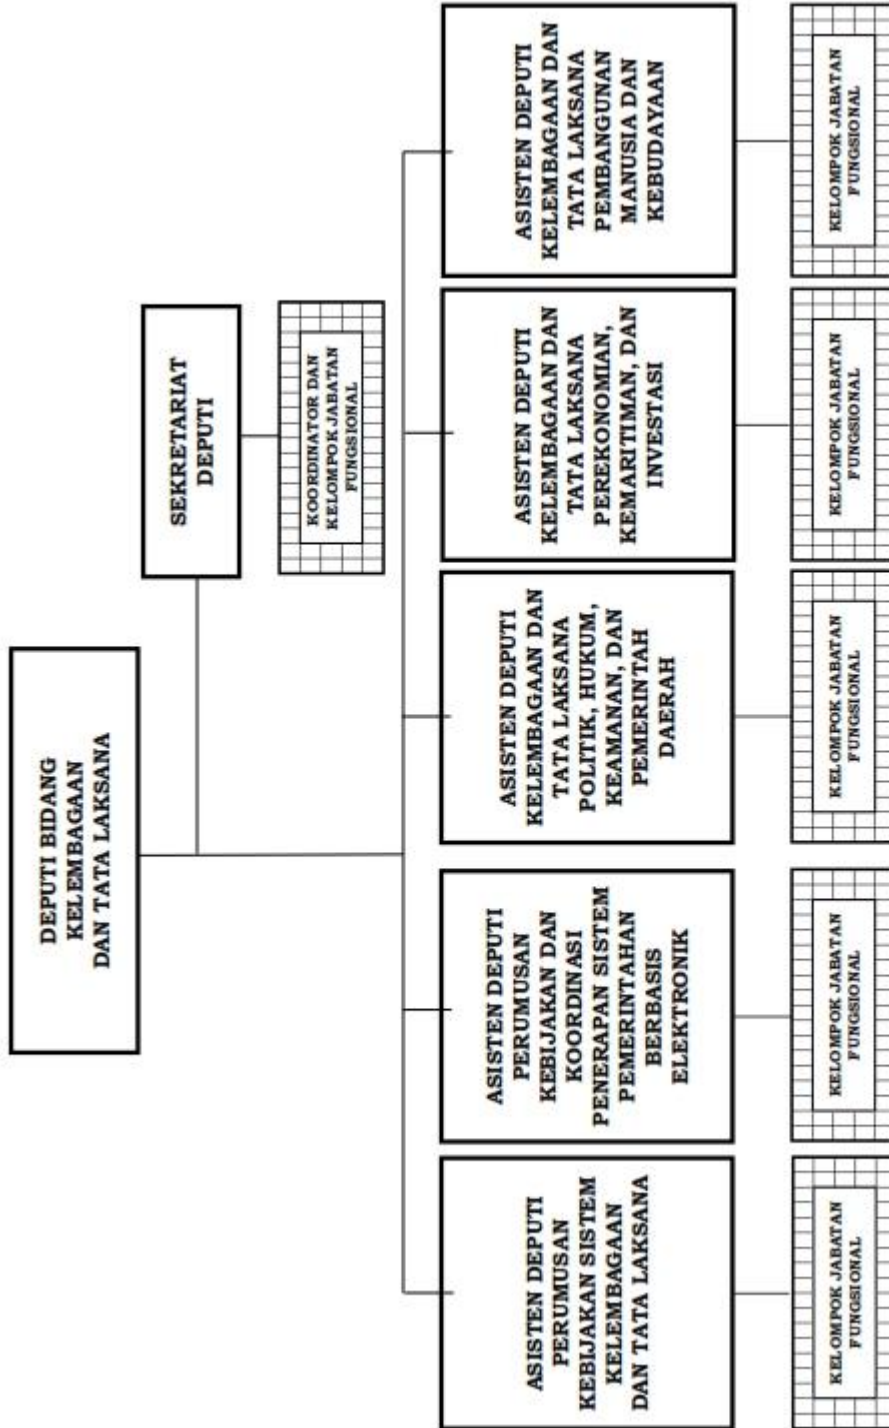 DEPUTI BIDANG
KELEMBAGAAN
DAN TATA LAKSANA
SEKRETARIAT
DEPUTI
KOORDINATOR DAN
KELOMPOK JABATAN
FUNGSIONAL
ASISTEN DEPUTI
PERUMUSAN
KEBIJAKAN SISTEM
KELEMBAGAAN
DAN TATA LAKSANA
ASISTEN DEPUTI
PERUMUSAN
KEBIJAKAN DAN
KOORDINASI
PENERAPAN SISTEM
PEMERINTAHAN
BERBASIS
ELEKTRONIK
ASISTEN DEPUTI
KELEMBAGAAN DAN
TATA LAKSANA
POLITIK, HUKUM,
KEAMANAN, DAN
PEMERINTAH
DAERAH
ASISTEN DEPUTI
KELEMBAGAAN DAN
TATA LAKSANA
PEREKONOMIAN,
KEMARITIMAN, DAN
INVESTASI
ASISTEN DEPUTI
KELEMBAGAAN DAN
TATA LAKSANA
PEMBANGUNAN
MANUSIA DAN
KEBUDAYAAN
KELOMPOK JABATAN
FUNGSIONAL
KELOMPOK JABATAN
FUNGSIONAL
KELOMPOK JABATAN
FUNGSIONAL
KELOMPOK JABATAN
FUNGSIONAL
KELOMPOK JABATAN
FUNGSIONAL